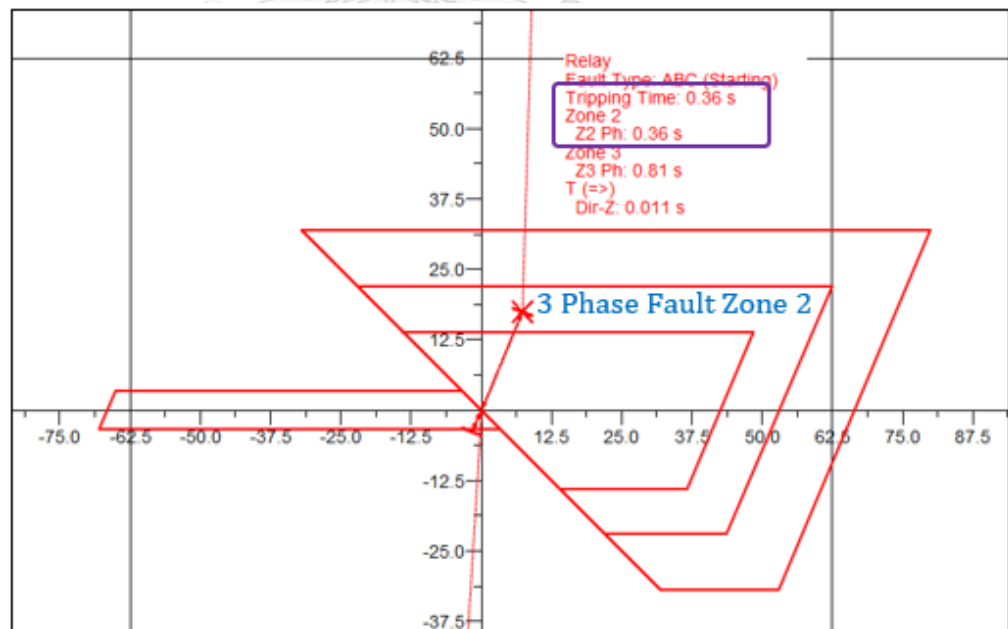 62.5
Relay
Fault Type: ABC (Starting)
Tripping Time: 0.36 s
Zone 2
Z2 Ph: 0.36 s
Zone 3
Z3 Ph: 0.81 s
T (=>)
Dir-Z: 0.011 s
50.0
37.5
25.0
3 Phase Fault Zone 2
12.5
-75.0 -62.5 -50.0 -37.5 -25.0 -12.5 12.5 25.0 37.5 50.0 62.5 75.0 87.5
-12.5
-25.0
-37.5